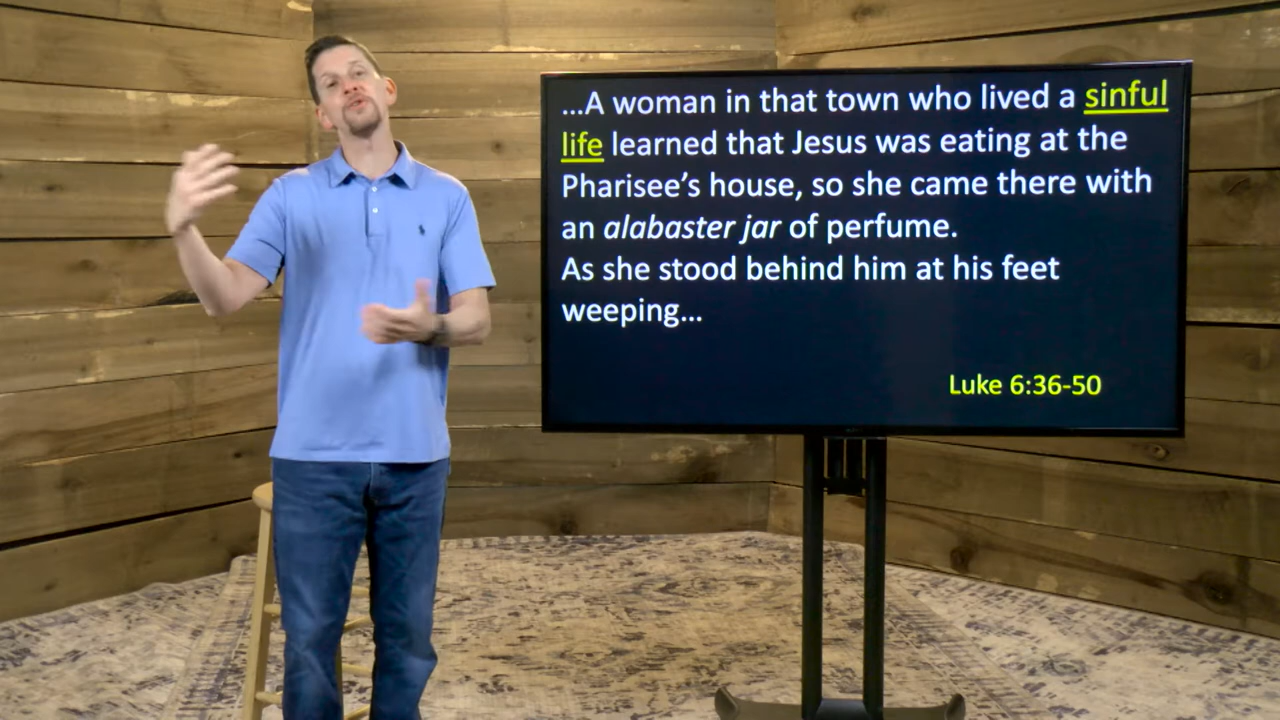 ...A woman in that town who lived a sinful
life learned that Jesus was eating at the
Pharisee’s house, so she came there with
an alabaster jar of perfume.
As she stood behind him at his feet
weeping...
Luke 6:36-50